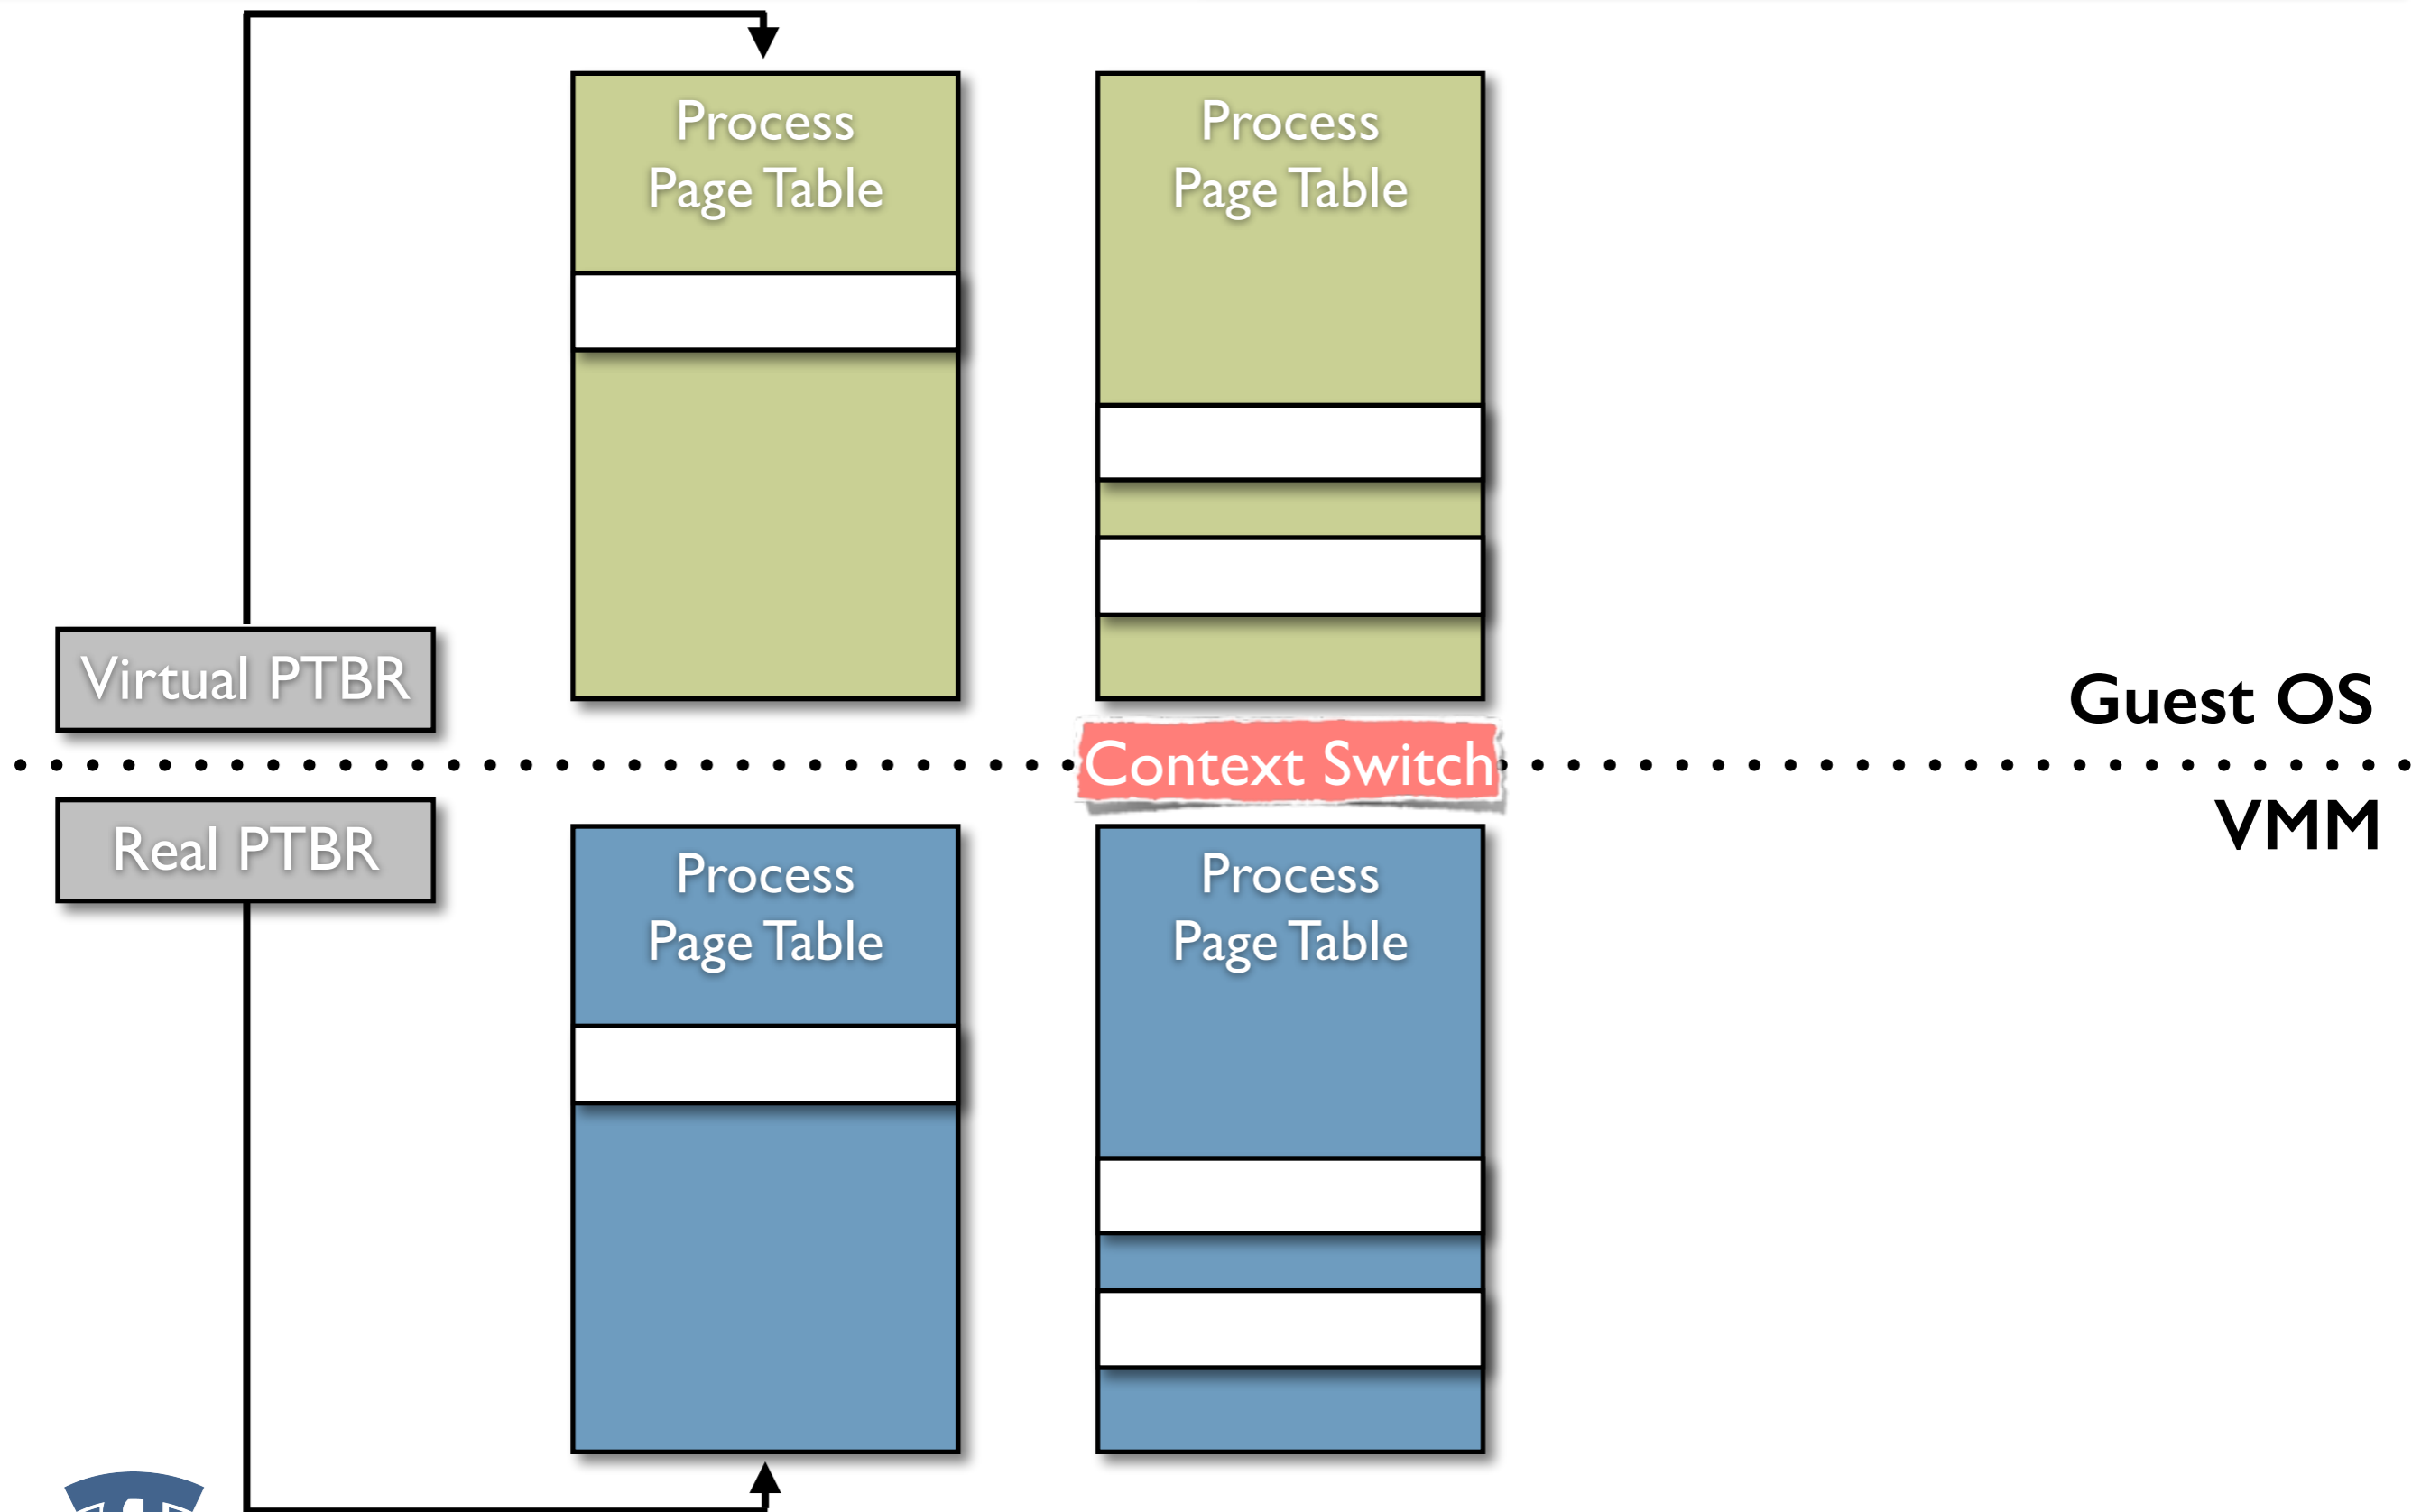 Process
Page Table
Process
Page Table
Virtual PTBR
Guest OS
Context Switch
VMM
Real PTBR
Process
Page Table
Process
Page Table